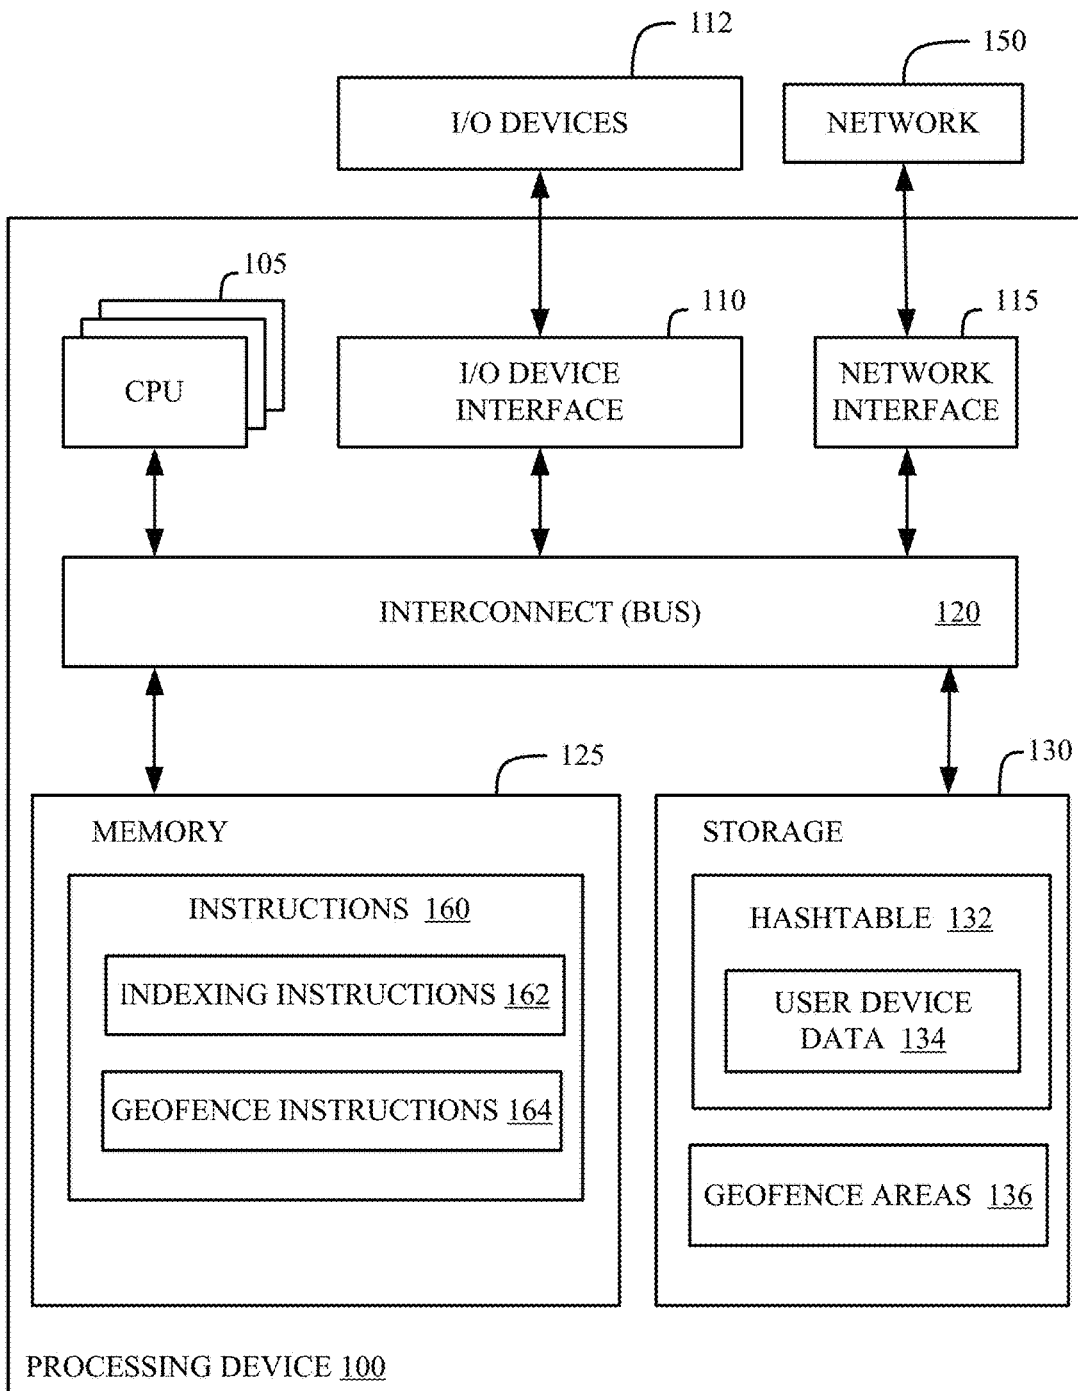 112
150
I/O DEVICES
NETWORK
105
110
115
CPU
I/O DEVICE
INTERFACE
NETWORK
INTERFACE
INTERCONNECT (BUS) 120
125
130
MEMORY
INSTRUCTIONS 160
INDEXING INSTRUCTIONS 162
GEOFENCE INSTRUCTIONS 164
STORAGE
HASHTABLE 132
USER DEVICE
DATA 134
GEOFENCE AREAS 136
PROCESSING DEVICE 100